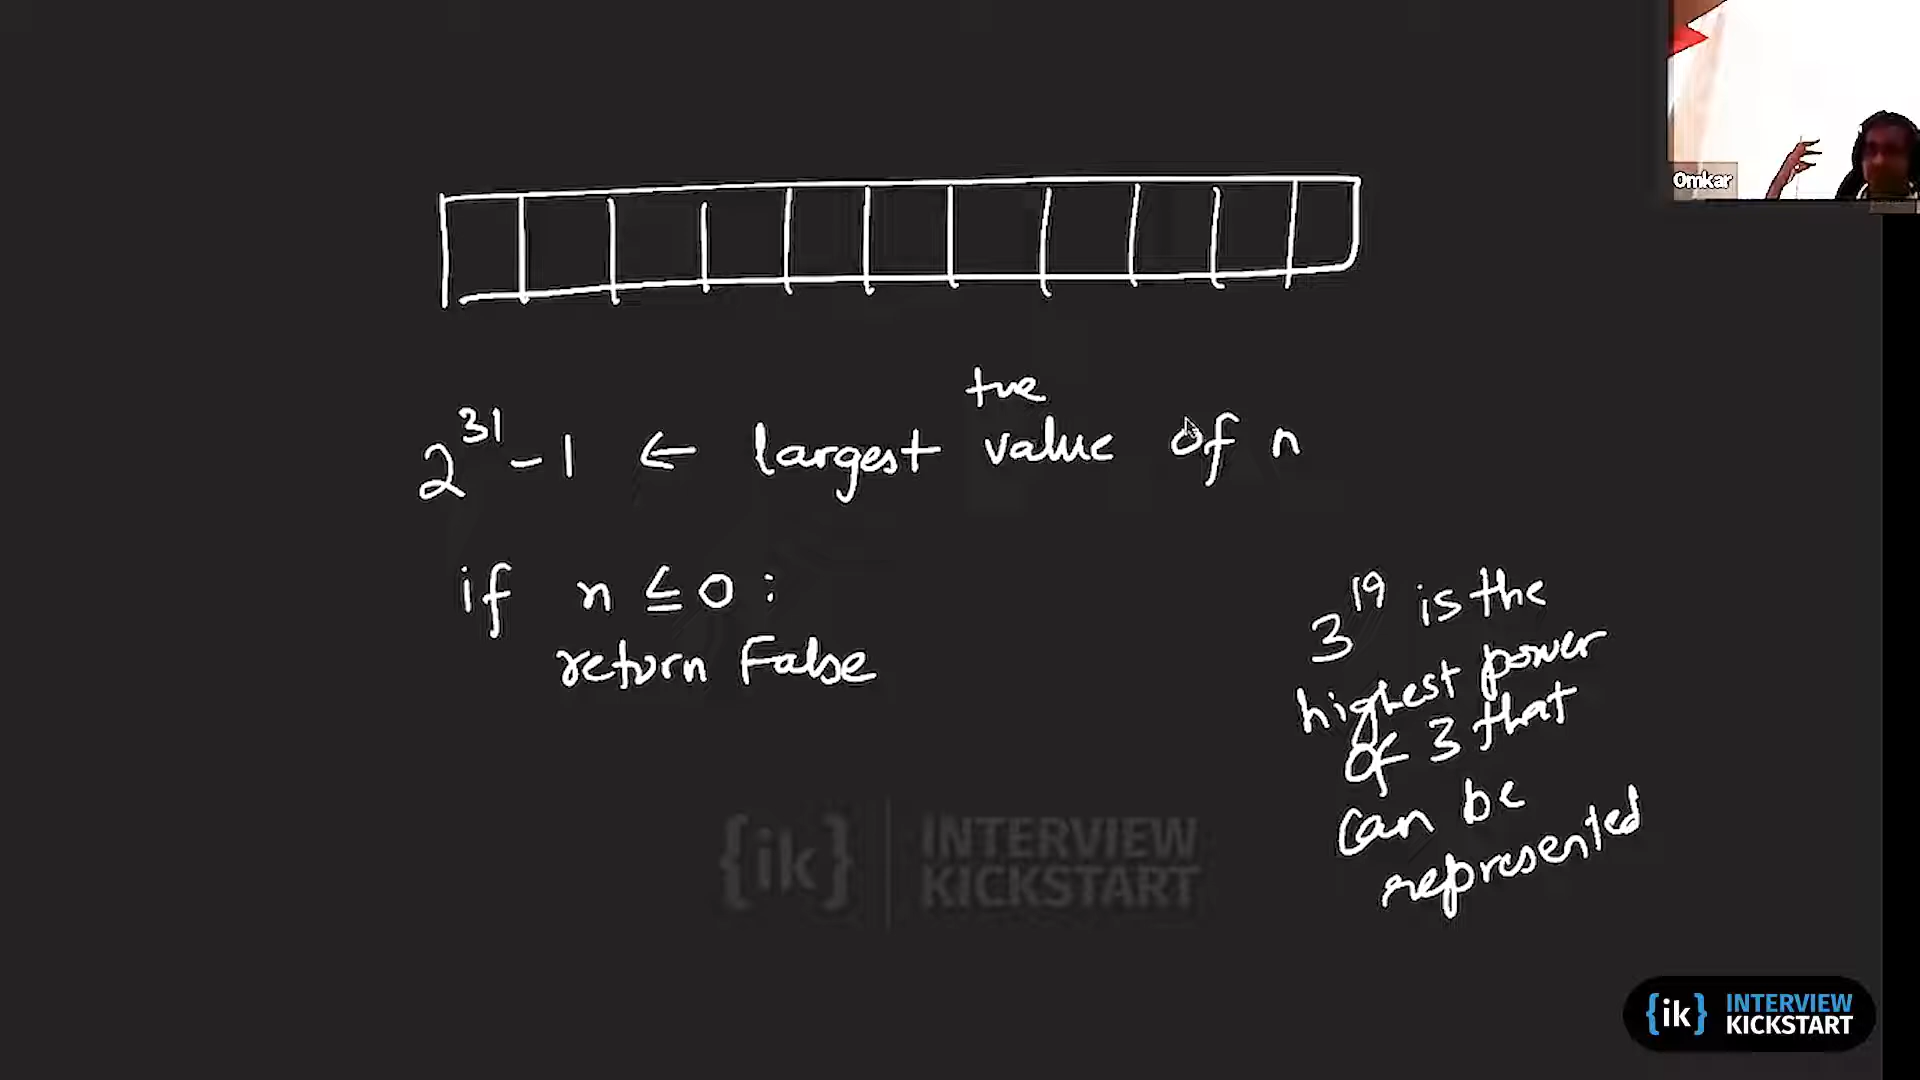 Omkar
+ve
2^31 - 1 ← largest value of n
if n ≤ 0 :
return False
3^19 is the
highest power
of 3 that
can be
represented
{ik} INTERVIEW
KICKSTART
{ik} INTERVIEW
KICKSTART